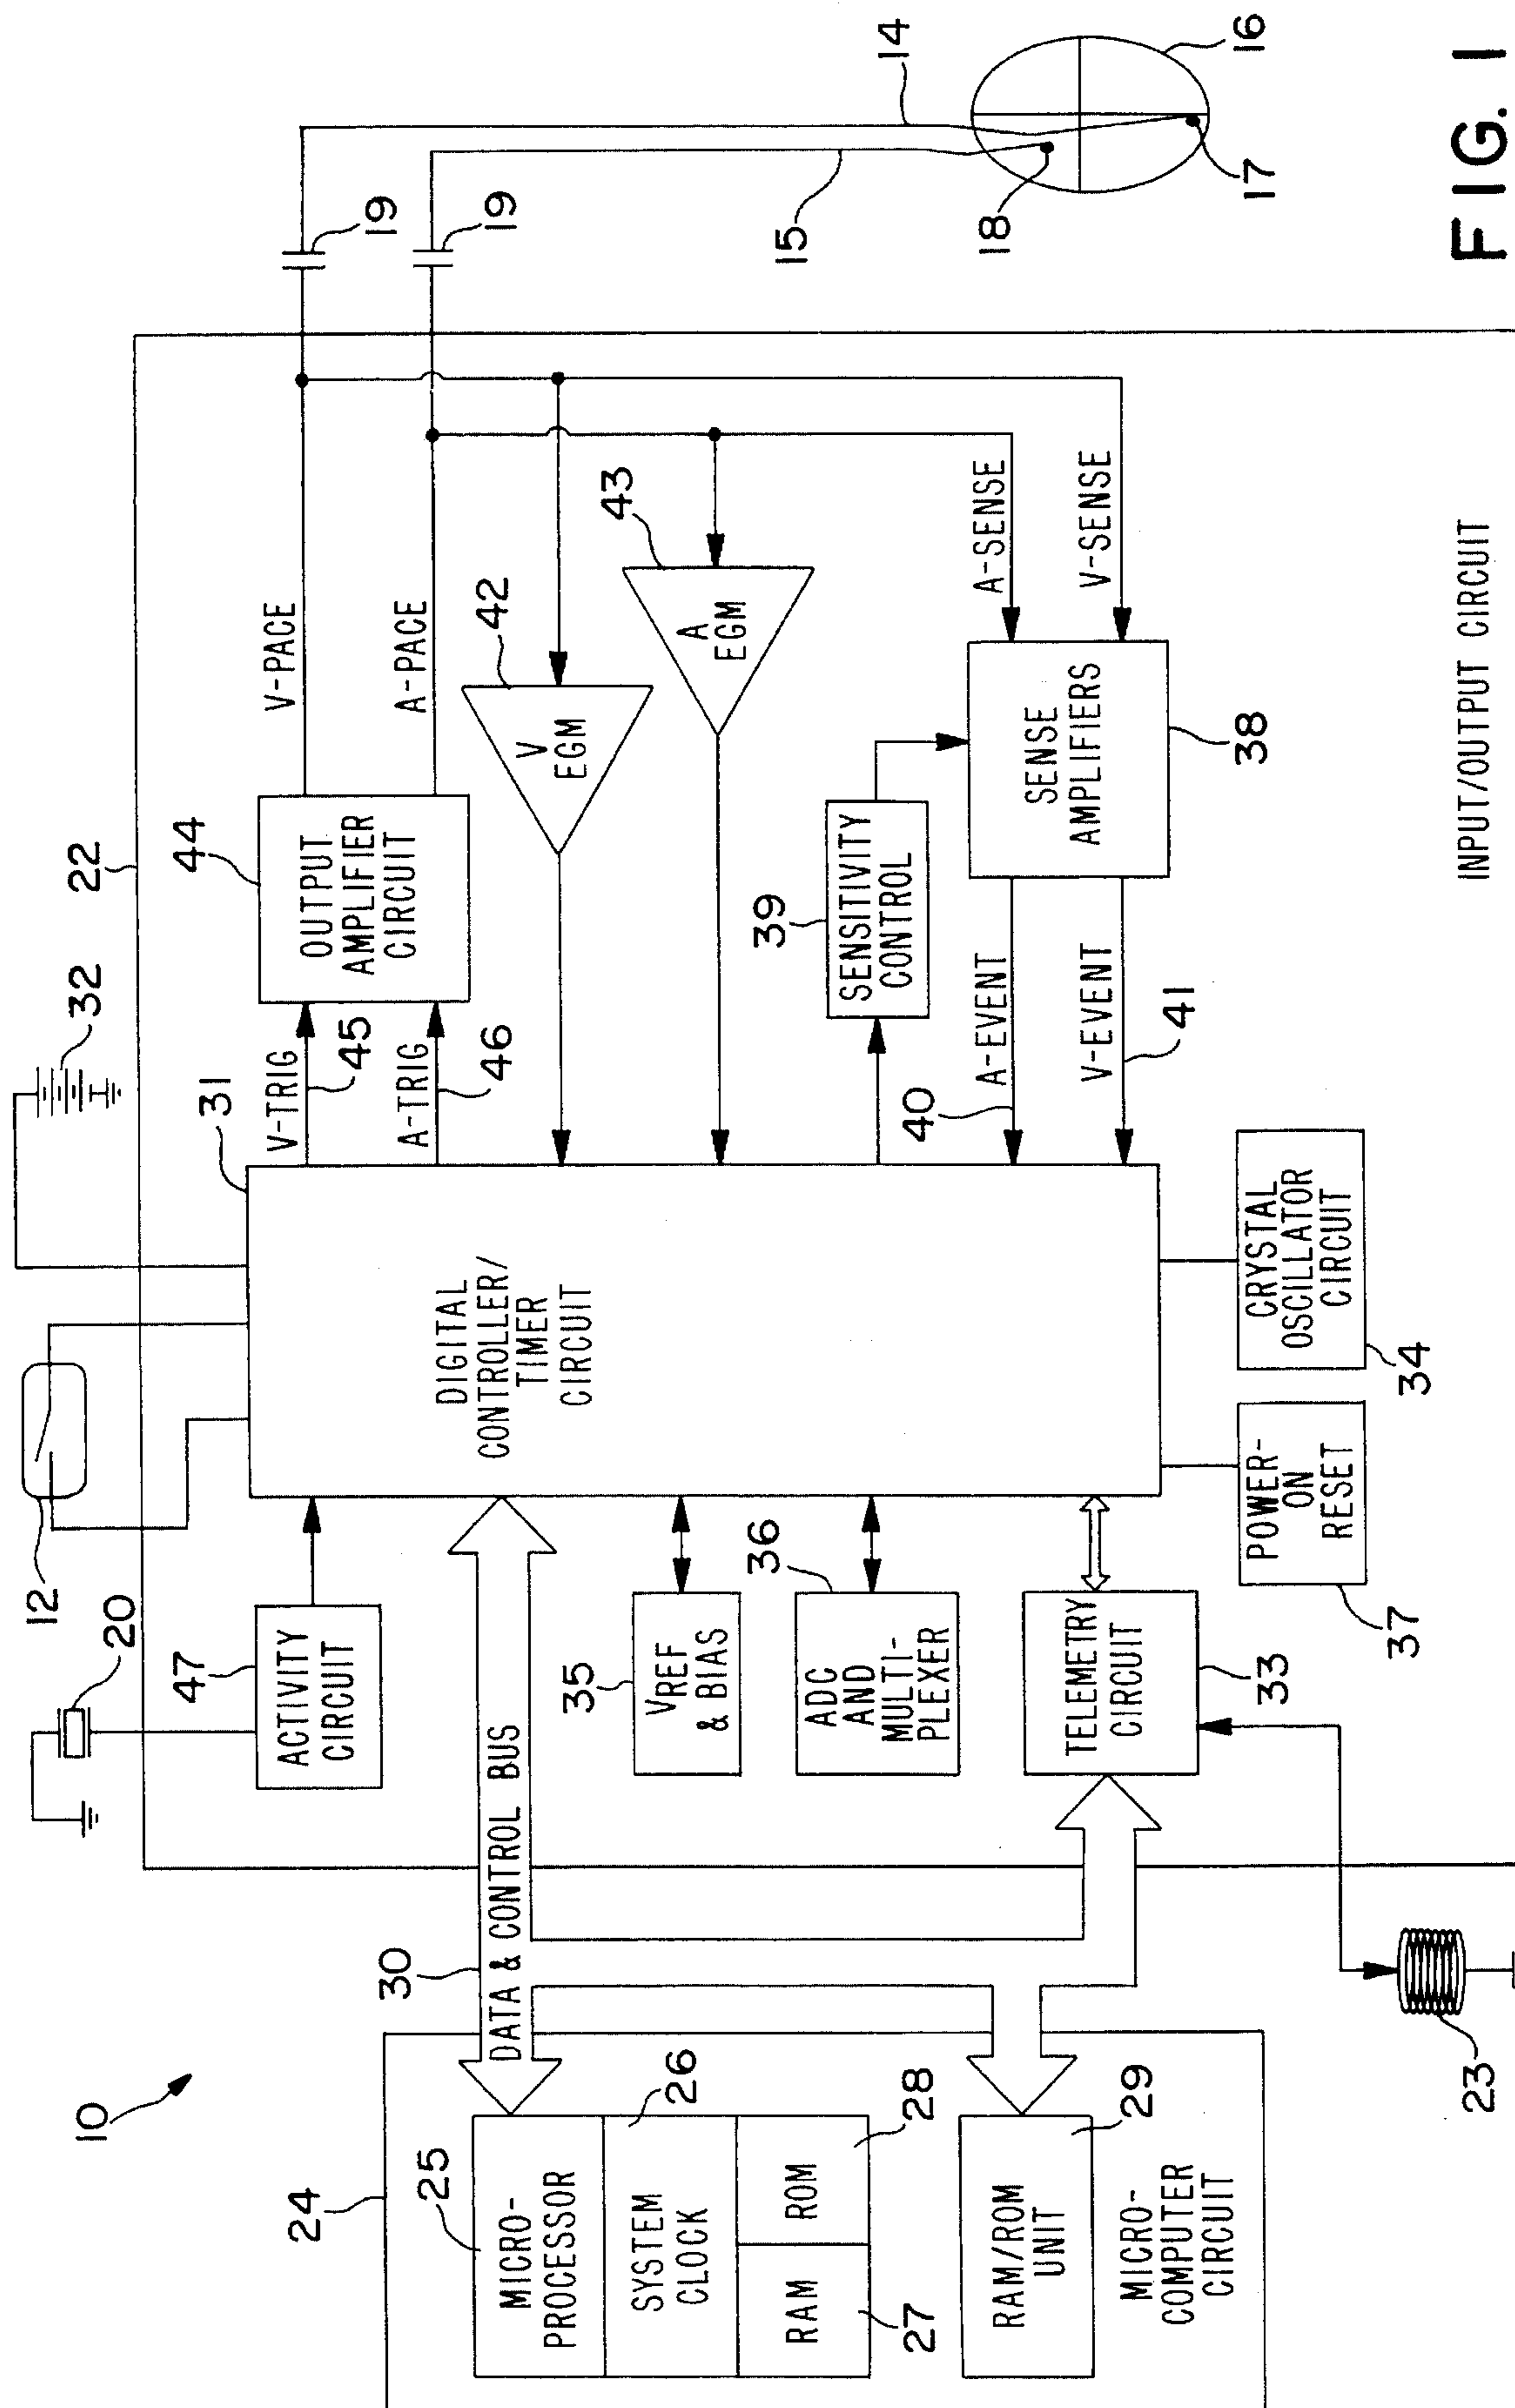 10
12
20
47
ACTIVITY
CIRCUIT
31
32
22
V-TRIG
45
A-TRIG
46
44
OUTPUT
AMPLIFIER
CIRCUIT
V-PACE
A-PACE
19
19
14
15
16
17
18
24
25
MICRO-
PROCESSOR
26
SYSTEM
CLOCK
RAM
27
ROM
28
RAM/ROM
UNIT
29
MICRO-
COMPUTER
CIRCUIT
30
DATA & CONTROL BUS
DIGITAL
CONTROLLER/
TIMER
CIRCUIT
35
VREF
& BIAS
36
ADC
AND
MULTI-
PLEXER
TELEMETRY
CIRCUIT
33
23
POWER-
ON
RESET
37
CRYSTAL
OSCILLATOR
CIRCUIT
34
V
EGM
42
A
EGM
43
39
SENSITIVITY
CONTROL
40
A-EVENT
V-EVENT
41
SENSE
AMPLIFIERS
38
A-SENSE
V-SENSE
INPUT/OUTPUT CIRCUIT
FIG. 1